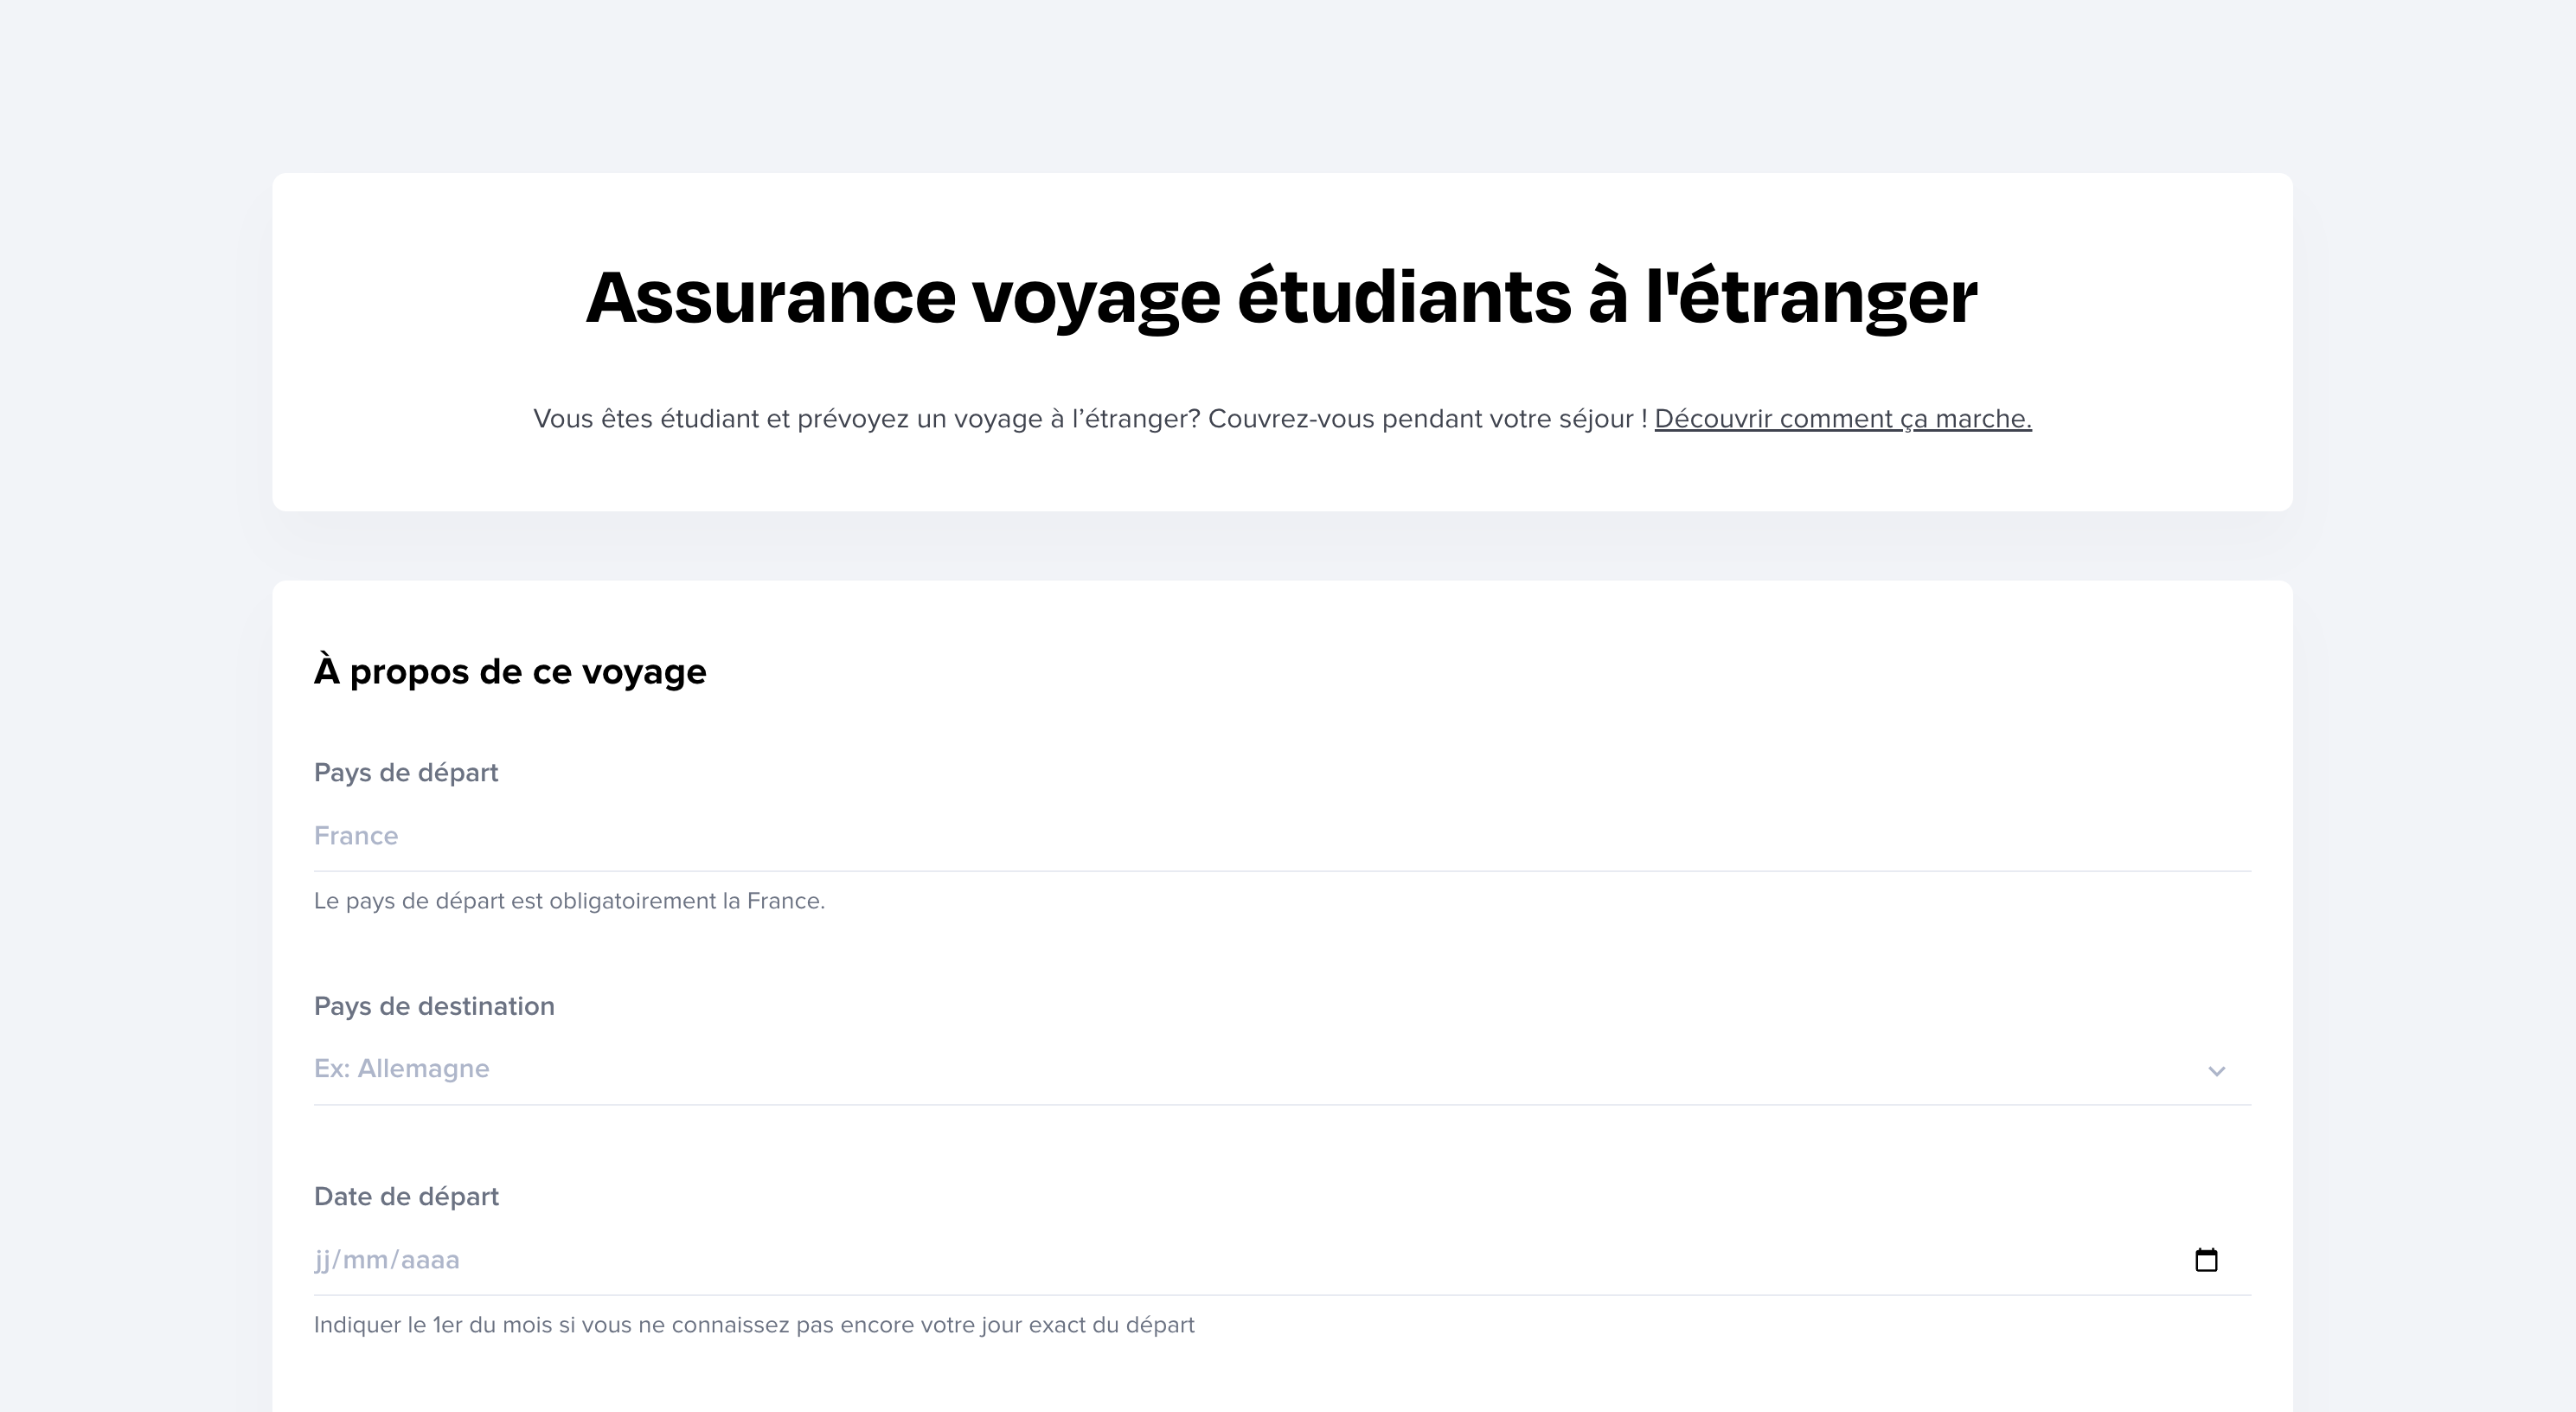 Assurance voyage étudiants à l'étranger
Vous êtes étudiant et prévoyez un voyage à l’étranger? Couvrez-vous pendant votre séjour ! Découvrir comment ça marche.
À propos de ce voyage
Pays de départ
France
Le pays de départ est obligatoirement la France.
Pays de destination
Ex: Allemagne
Date de départ
jj/mm/aaaa
Indiquer le 1er du mois si vous ne connaissez pas encore votre jour exact du départ